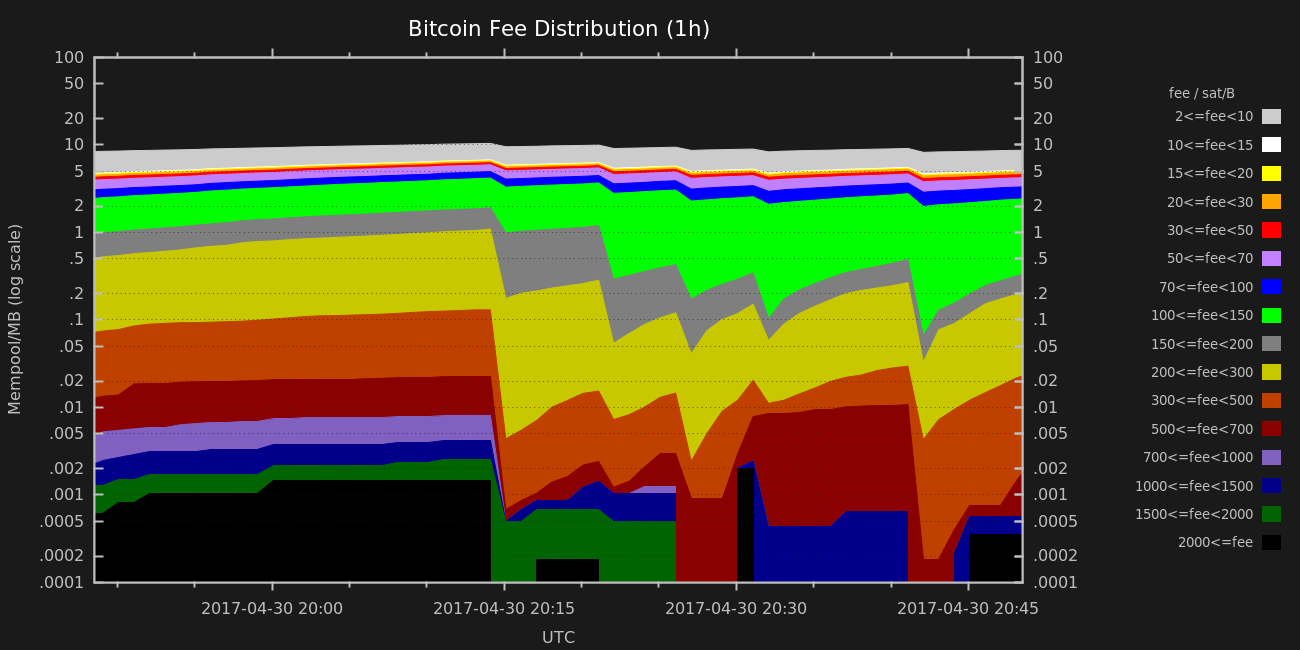 Bitcoin Fee Distribution (1h)
Mempool/MB (log scale)
100
50
20
10
5
2
1
.5
.2
.1
.05
.02
.01
.005
.002
.001
.0005
.0002
.0001
100
50
20
10
5
2
1
.5
.2
.1
.05
.02
.01
.005
.002
.001
.0005
.0002
.0001
2017-04-30 20:00
2017-04-30 20:15
2017-04-30 20:30
2017-04-30 20:45
UTC
fee / sat/B
2<=fee<10
10<=fee<15
15<=fee<20
20<=fee<30
30<=fee<50
50<=fee<70
70<=fee<100
100<=fee<150
150<=fee<200
200<=fee<300
300<=fee<500
500<=fee<700
700<=fee<1000
1000<=fee<1500
1500<=fee<2000
2000<=fee